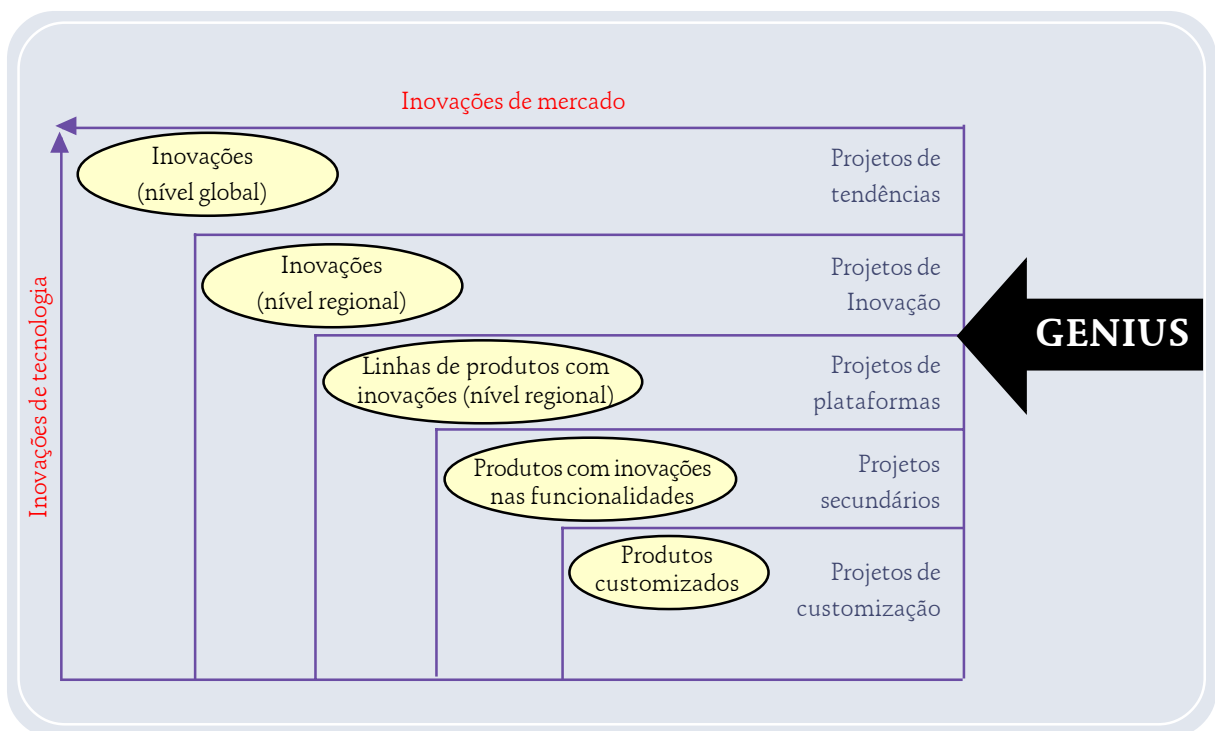 Inovações de mercado
Inovações
(nível global)
Projetos de
tendências
Inovações
(nível regional)
Projetos de
Inovação
Inovações de tecnologia
GENIUS
Linhas de produtos com
inovações (nível regional)
Projetos de
plataformas
Produtos com inovações
nas funcionalidades
Projetos
secundários
Produtos
customizados
Projetos de
customização